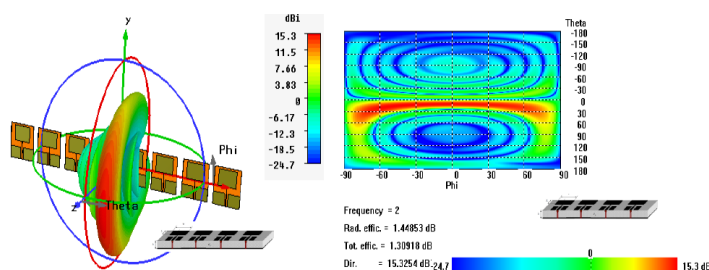 y
Phi
z
Theta
dBi
15.3
11.5
7.66
3.83
0
-6.17
-12.3
-18.5
-24.7
Theta
-180
-150
-120
-90
-60
-30
0
30
60
90
120
150
180
-90 -60 -30 0 30 60 90
Phi
Frequency = 2
Rad. effic. = 1.44853 dB
Tot. effic. = 1.30918 dB
Dir. = 15.3254 dB
-24.7 0 15.3 dB